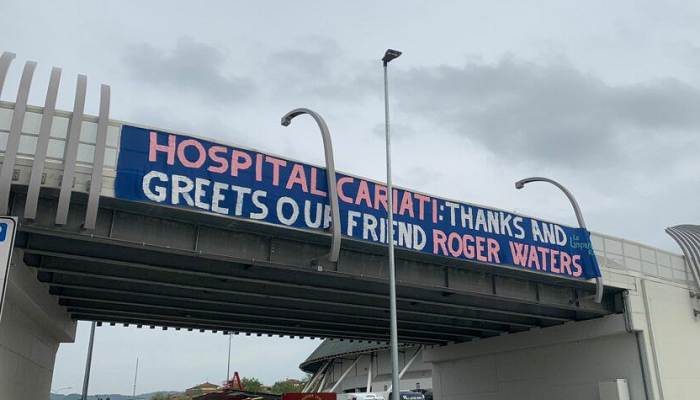 HOSPITAL CARIATI: THANKS AND
GREETS OUR FRIEND ROGER WATERS
P